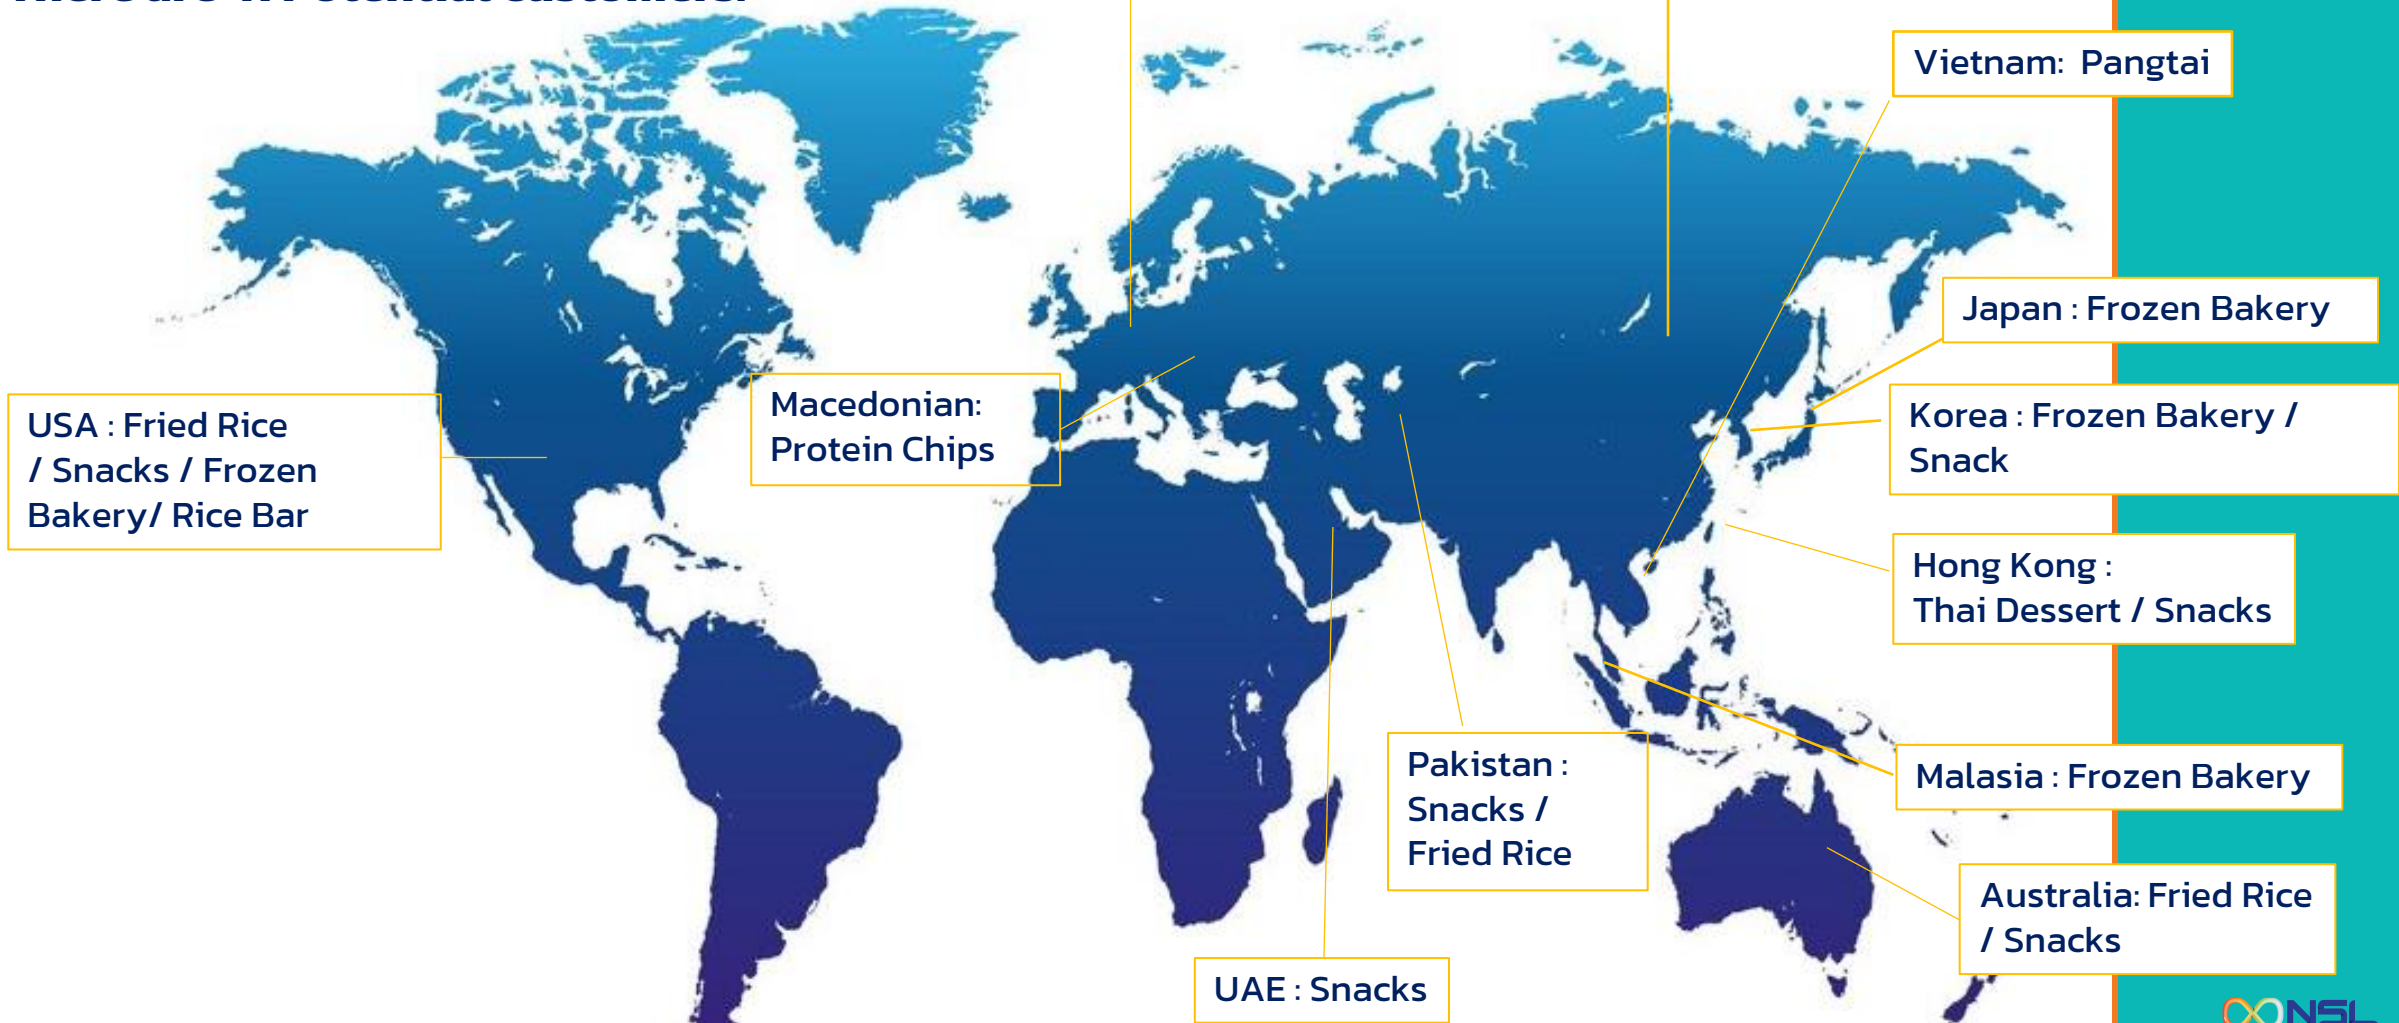 Vietnam: Pangtai
Japan : Frozen Bakery
Macedonian:
Protein Chips
USA : Fried Rice
/ Snacks / Frozen
Bakery/ Rice Bar
Korea : Frozen Bakery /
Snack
Hong Kong :
Thai Dessert / Snacks
Pakistan :
Snacks /
Fried Rice
Malasia : Frozen Bakery
Australia: Fried Rice
/ Snacks
UAE : Snacks
NSL